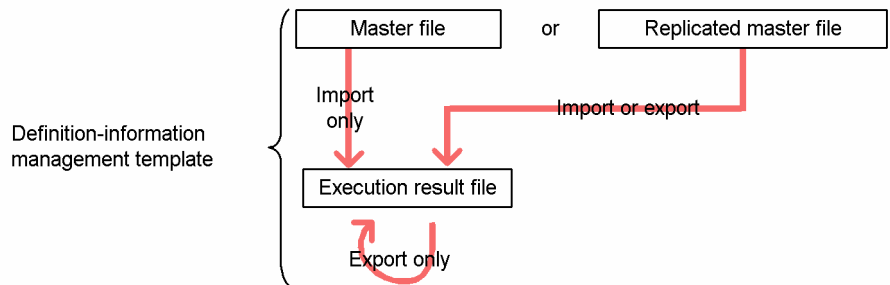 Master file
or
Replicated master file
Import
only
Import or export
Definition-information
management template
Execution result file
Export only